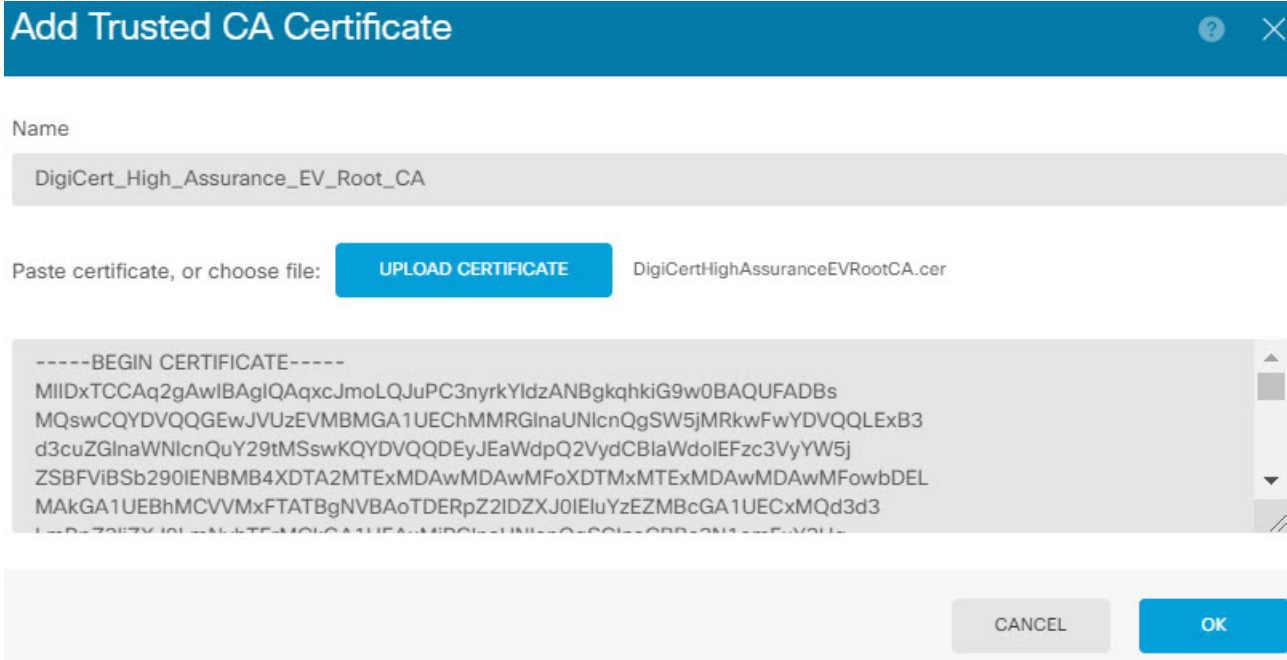 Add Trusted CA Certificate
Name
DigiCert_High_Assurance_EV_Root_CA
Paste certificate, or choose file: UPLOAD CERTIFICATE DigiCertHighAssuranceEVRootCA.cer
-----BEGIN CERTIFICATE-----
MIIDxTCCAq2gAwIBAgIQAqxcJmoLQJuPC3nyrkYldzANBgkqhkiG9w0BAQUFADBs
MQswCQYDVQQGEwJVUzEVMBMGA1UEChMMRGlnaUNlcnQgSW5jMRkwFwYDVQQLExB3
d3cuZGlnaWNlcnQuY29tMSswKQYDVQQDEyJEaWdpQ2VydCBIaWdoIEFzc3VyYW5j
ZSBFViBSb290IENBMB4XDTA2MTExMDAwMDAwMFoXDTMxMTExMDAwMDAwMFowbDEL
MAkGA1UEBhMCVVMxFTATBgNVBAoTDERpZ2lDZXJ0IEluYzEZMBcGA1UECxMQd3d3
CANCEL OK